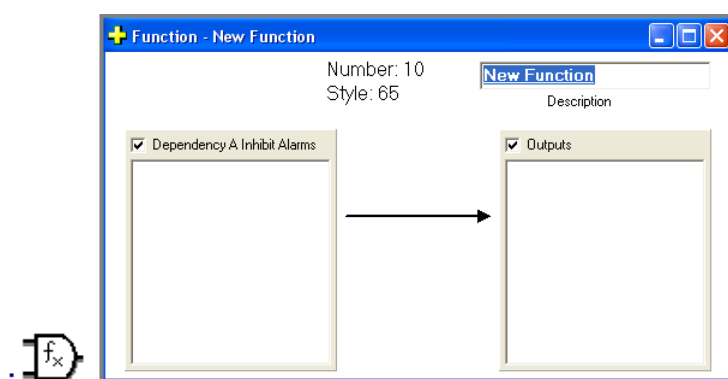 Function - New Function
Number: 10
Style: 65
New Function
Description
Dependency A Inhibit Alarms
Outputs
. fx